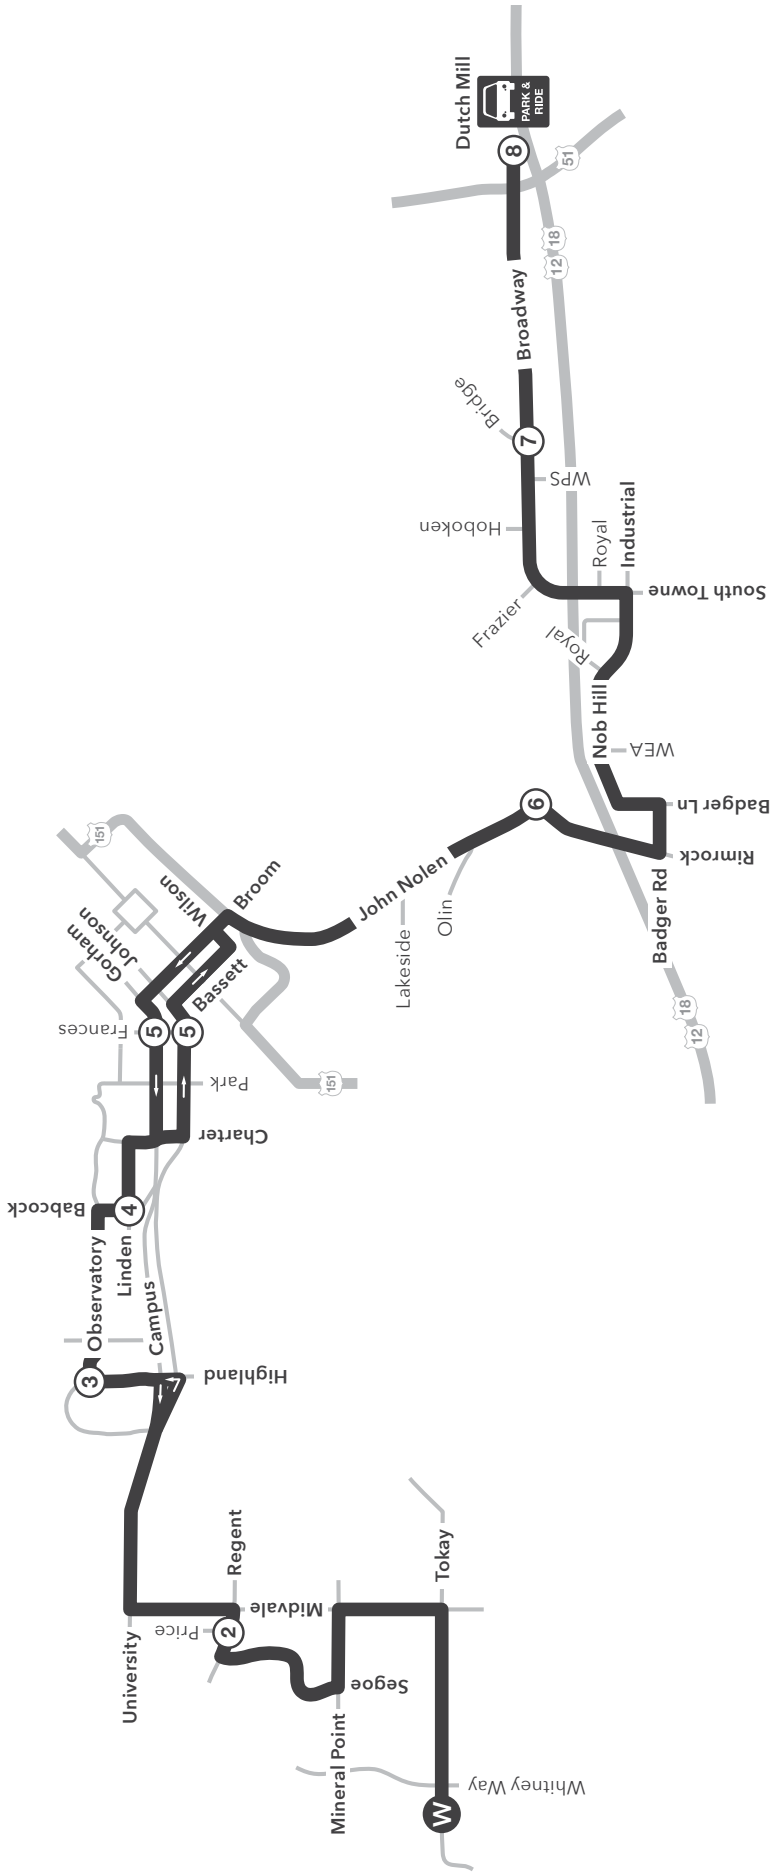 Dutch Mill
PARK &
RIDE
8
51
18
12
Broadway
Bridge
7
WPS
Hoboken
Royal
Industrial
South Towne
Frazier
Royal
Nob Hill
WEA
Badger Ln
6
Rimrock
151
John Nolen
Olin
Lakeside
Badger Rd
18
12
Broom
Wilson
Johnson
Gorham
Bassett
Frances
5
5
Park
151
Charter
Babcock
4
Observatory
Linden
Campus
3
Highland
Regent
Tokay
Midvale
Price
2
University
Segoe
Mineral Point
Whitney Way
W